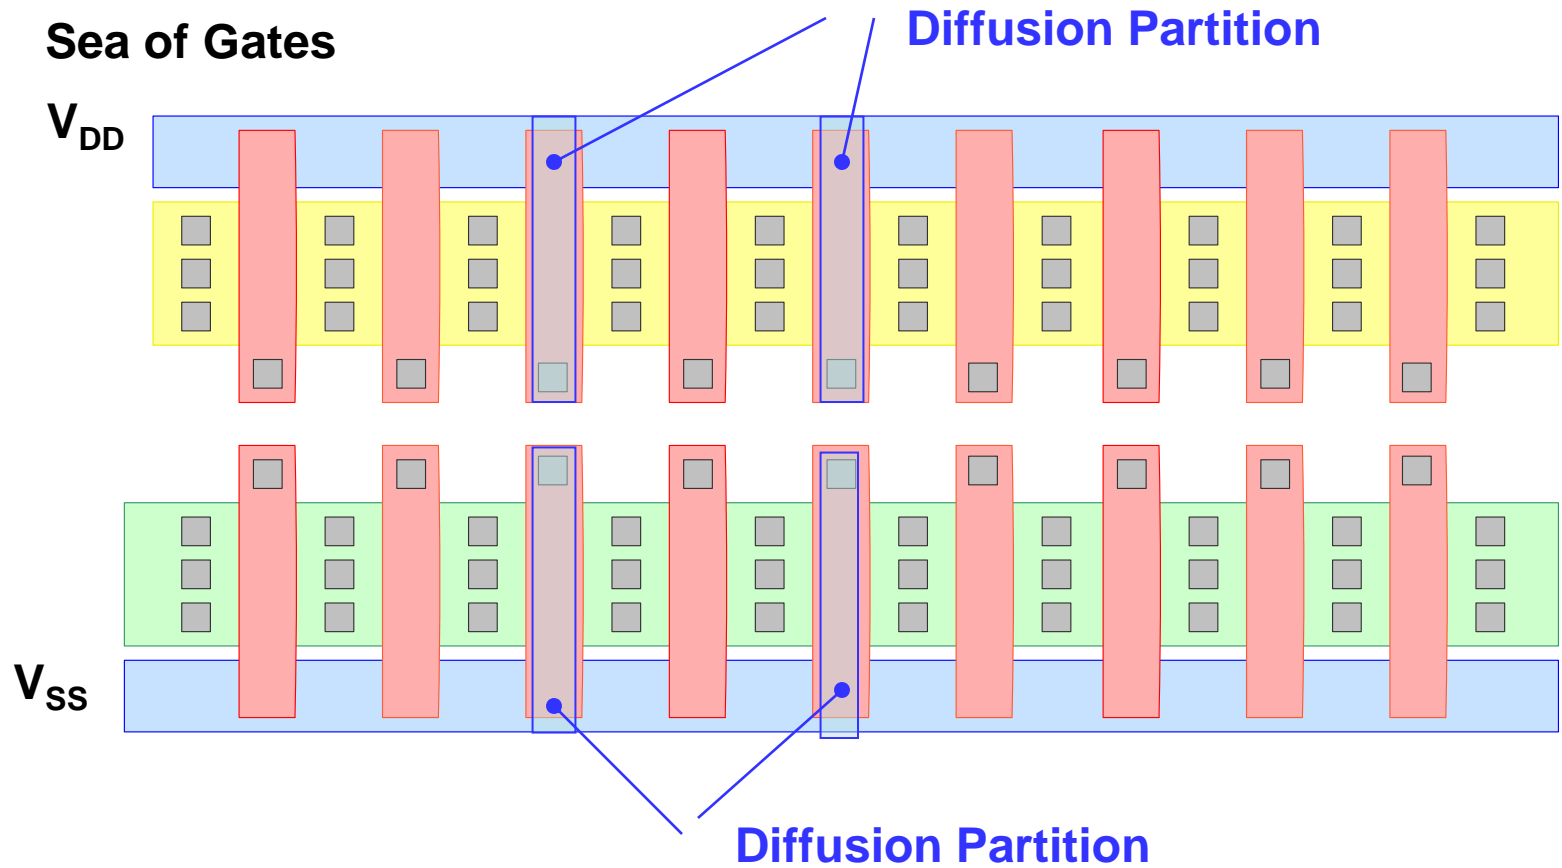 Diffusion Partition
Sea of Gates
VDD
VSS
Diffusion Partition